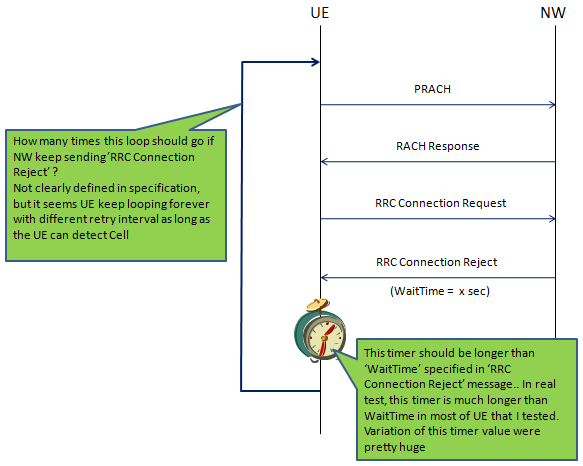 UE
NW
PRACH
RACH Response
RRC Connection Request
RRC Connection Reject
(WaitTime = x sec)
How many times this loop should go if
NW keep sending ‘RRC Connection
Reject’ ?
Not clearly defined in specification,
but it seems UE keep looping forever
with different retry interval as long as
the UE can detect Cell
This timer should be longer than
‘WaitTime’ specified in ‘RRC
Connection Reject’ message.. In real
test, this timer is much longer than
WaitTime in most of UE that I tested.
Variation of this timer value were
pretty huge